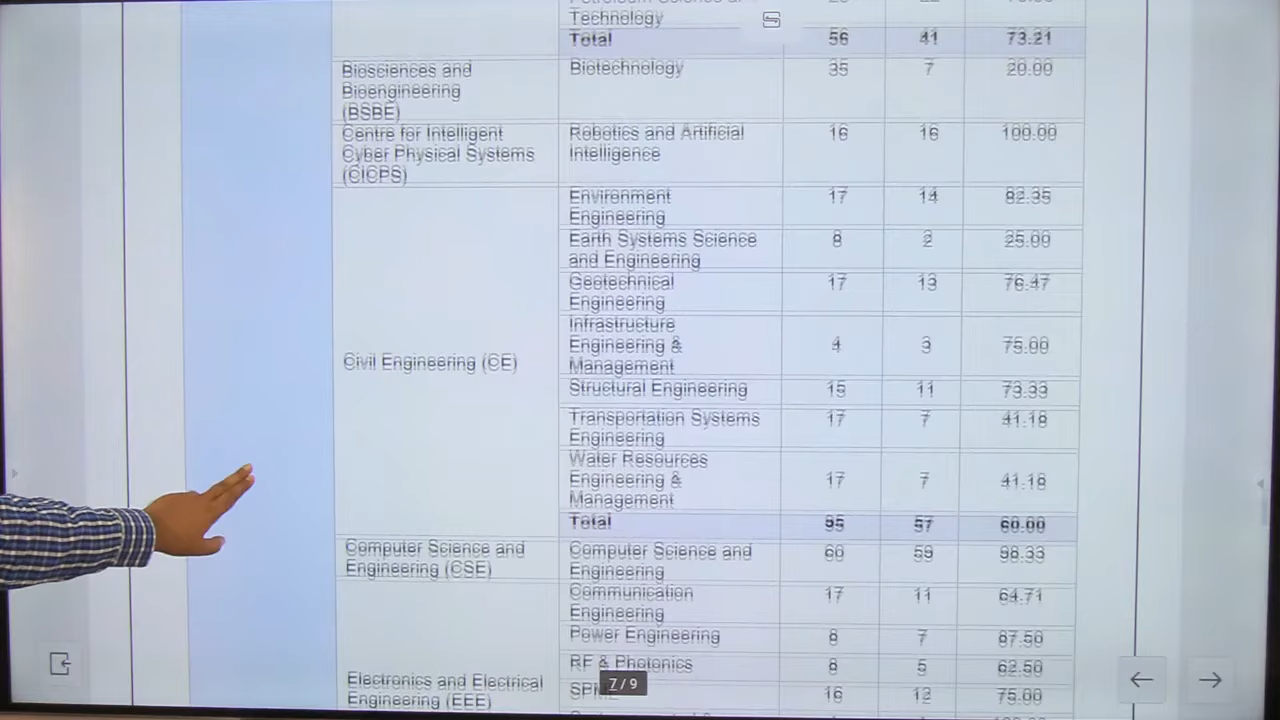 Technology
Total 56 41 73.21
Biosciences and Bioengineering (BSBE) Biotechnology 35 7 20.00
Centre for Intelligent Cyber Physical Systems (CICPS) Robotics and Artificial Intelligence 16 16 100.00
Civil Engineering (CE)
Environment Engineering 17 14 82.35
Earth Systems Science and Engineering 8 2 25.00
Geotechnical Engineering 17 13 76.47
Infrastructure Engineering & Management 4 3 75.00
Structural Engineering 15 11 73.33
Transportation Systems Engineering 17 7 41.18
Water Resources Engineering & Management 17 7 41.18
Total 95 57 60.00
Computer Science and Engineering (CSE) Computer Science and Engineering 60 59 98.33
Electronics and Electrical Engineering (EEE)
Communication Engineering 17 11 64.71
Power Engineering 8 7 87.50
RF & Photonics 8 5 62.50
16 12 75.00
7 / 9